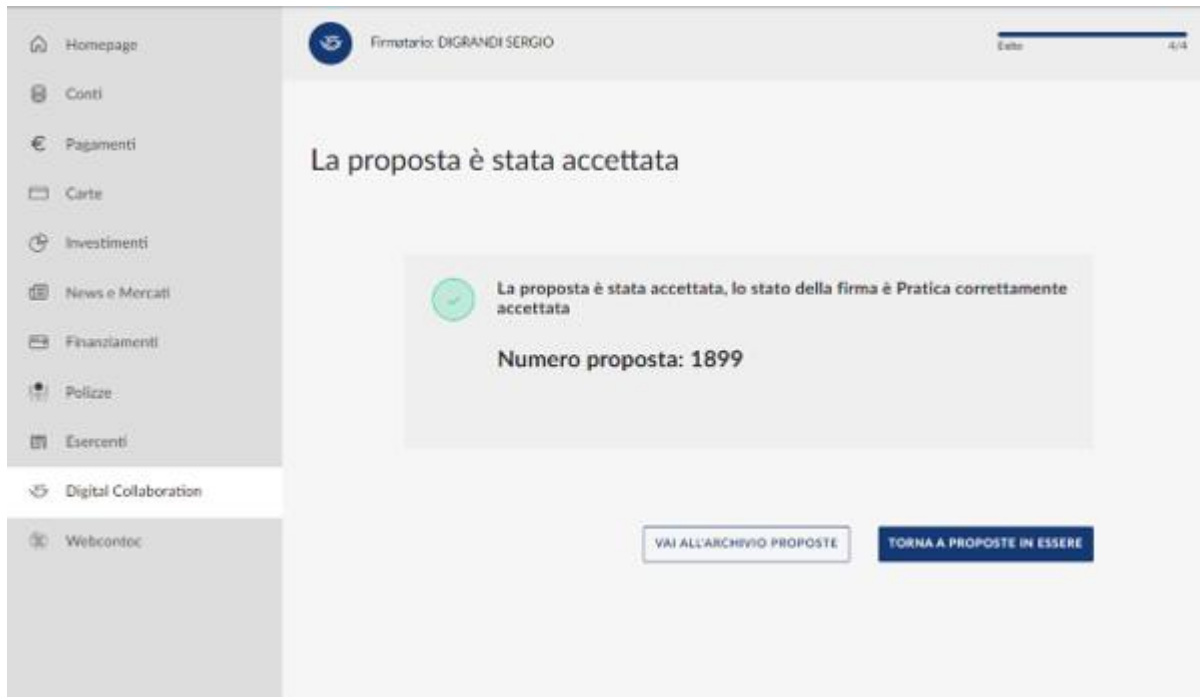 Homepage
Conti
Pagamenti
Carte
Investimenti
News e Mercati
Finanziamenti
Polizze
Esercenti
Digital Collaboration
Webcontoc
Firmatario: DIGRANDI SERGIO
Esito
4/4
La proposta è stata accettata
La proposta è stata accettata, lo stato della firma è Pratica correttamente
accettata
Numero proposta: 1899
VAI ALL'ARCHIVIO PROPOSTE
TORNA A PROPOSTE IN ESSERE